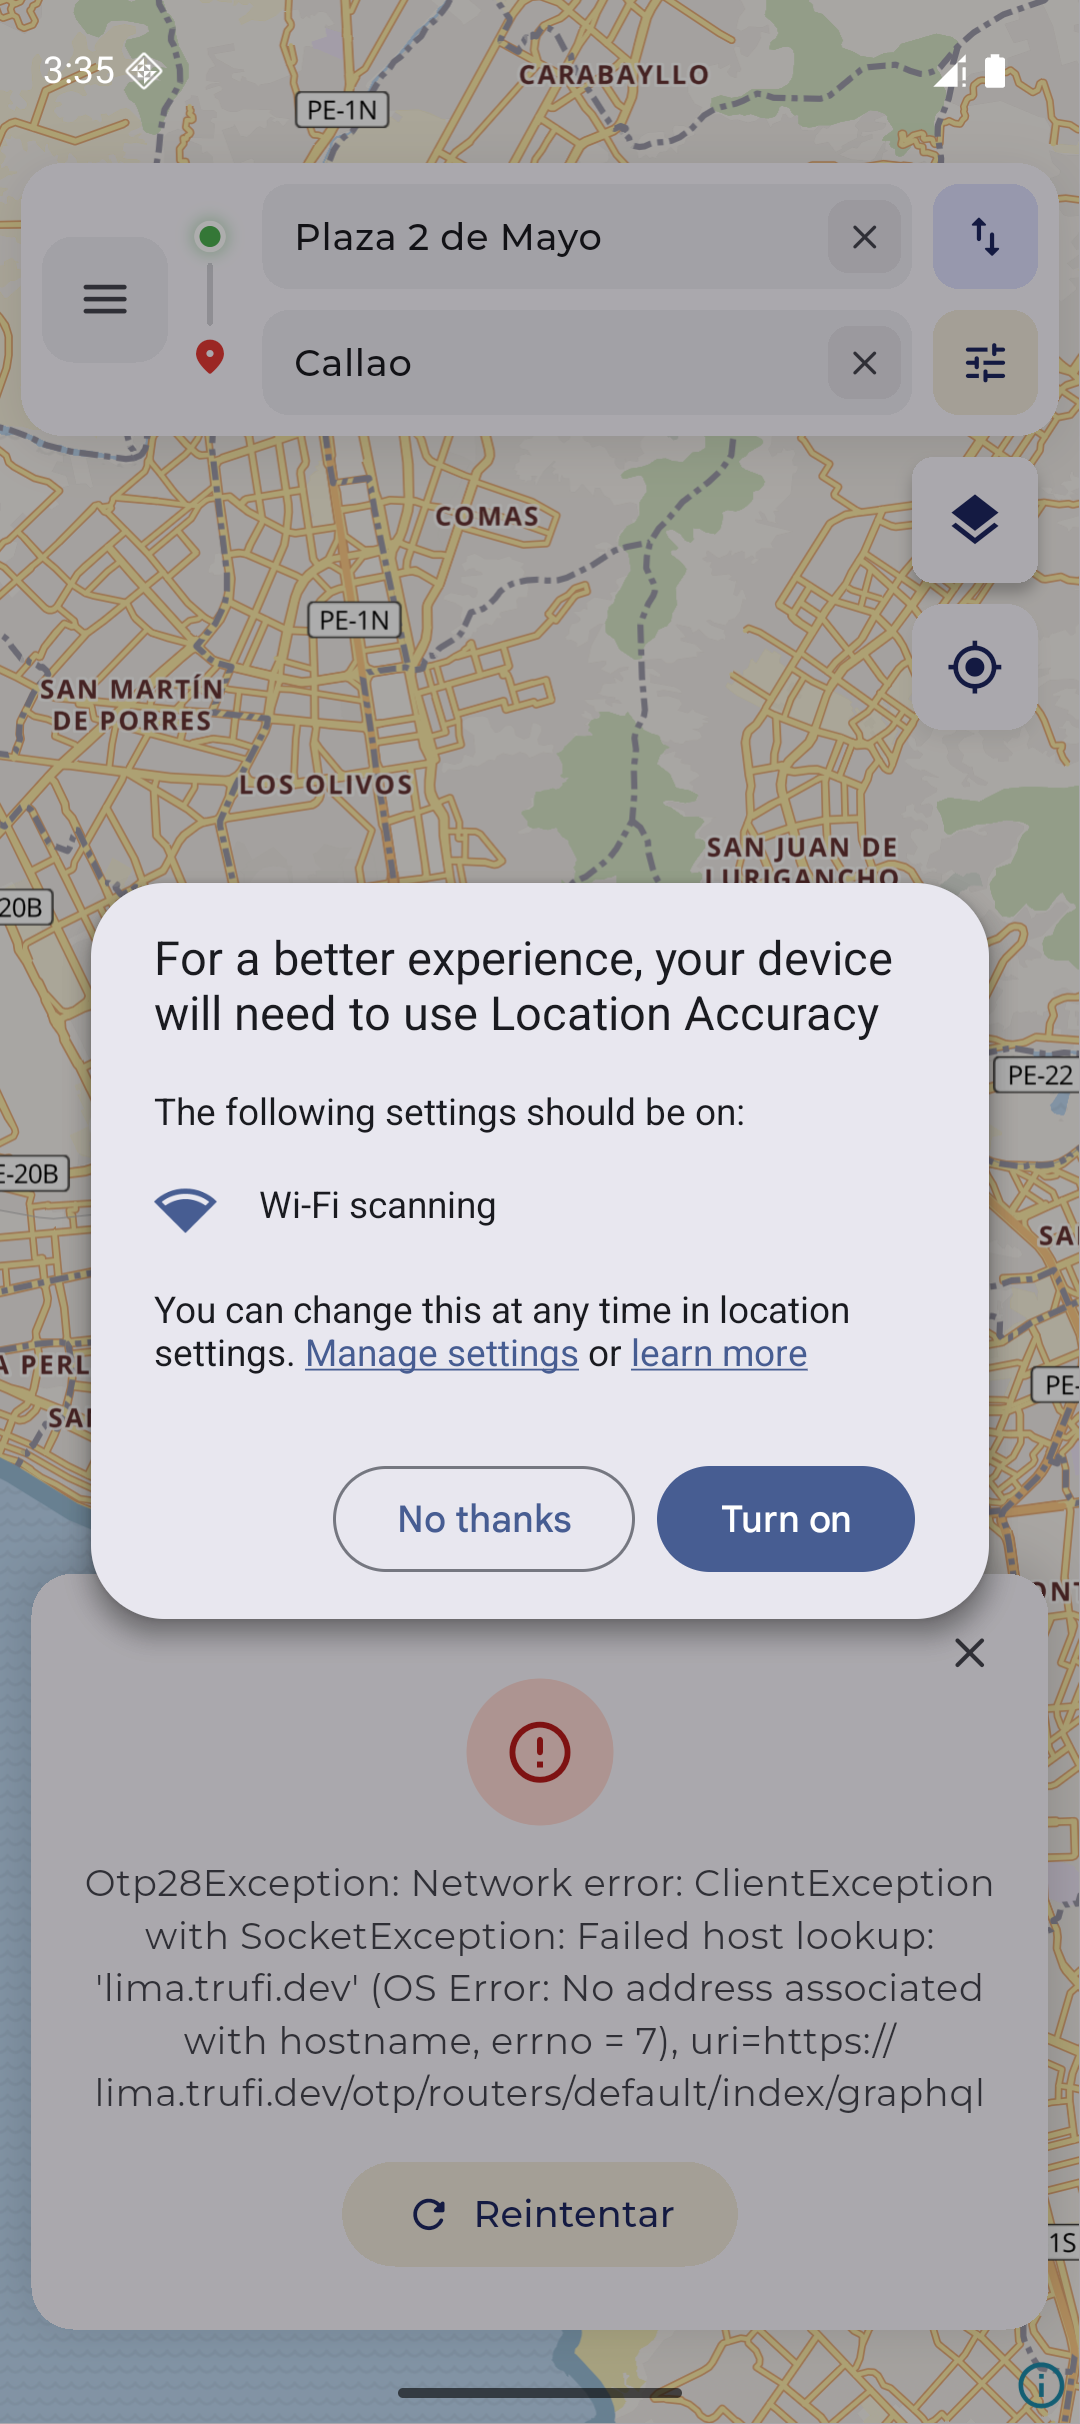 3:35
CARABAYLLO
PE-1N
Plaza 2 de Mayo
Callao
COMAS
PE-1N
SAN MARTÍN
DE PORRES
LOS OLIVOS
SAN JUAN DE
LURIGANCHO
20B
For a better experience, your device
will need to use Location Accuracy
PE-22
The following settings should be on:
E-20B
Wi-Fi scanning
SA
You can change this at any time in location
settings. Manage settings or learn more
A PERL
PE-
SA
No thanks
Turn on
ONT
Otp28Exception: Network error: ClientException
with SocketException: Failed host lookup:
'lima.trufi.dev' (OS Error: No address associated
with hostname, errno = 7), uri=https://
lima.trufi.dev/otp/routers/default/index/graphql
Reintentar
1S